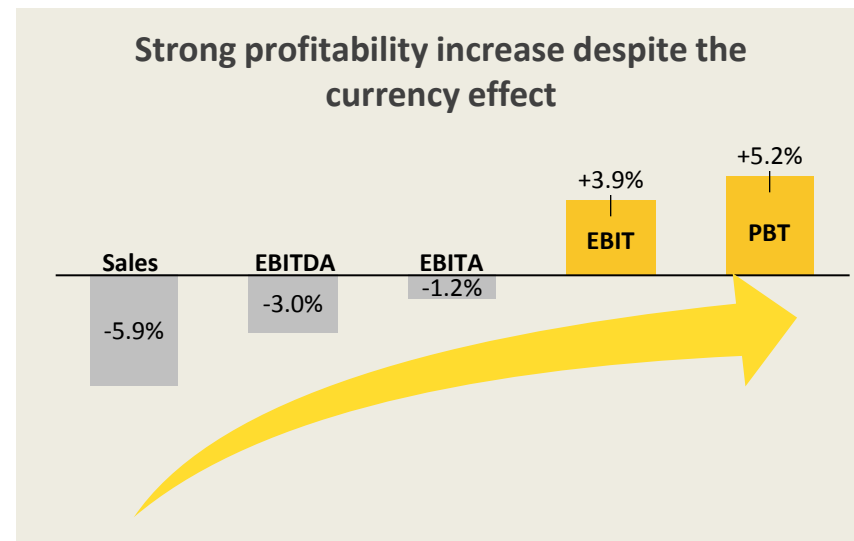 Strong profitability increase despite the
currency effect
+5.2%
+3.9%
EBIT
PBT
Sales
EBITDA
EBITA
-5.9%
-3.0%
-1.2%